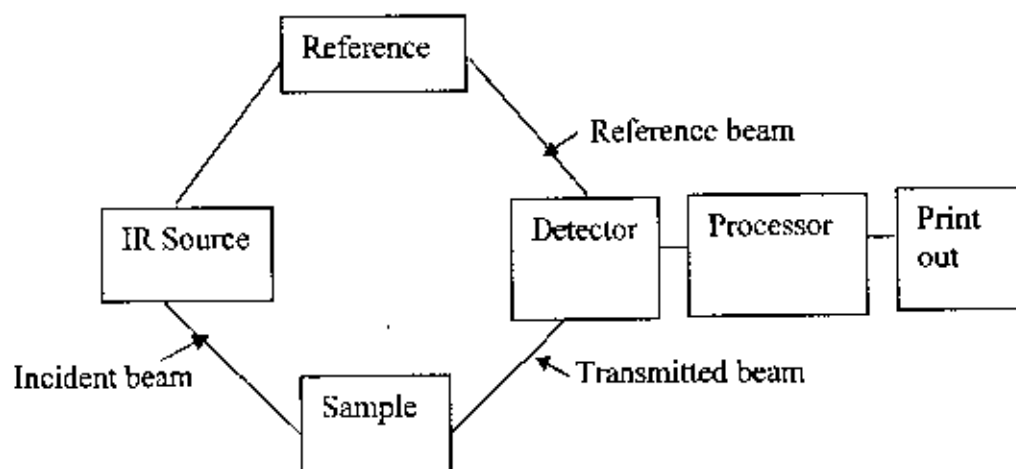 Reference
Reference beam
IR Source
Detector
Processor
Print
out
Incident beam
Transmitted beam
Sample